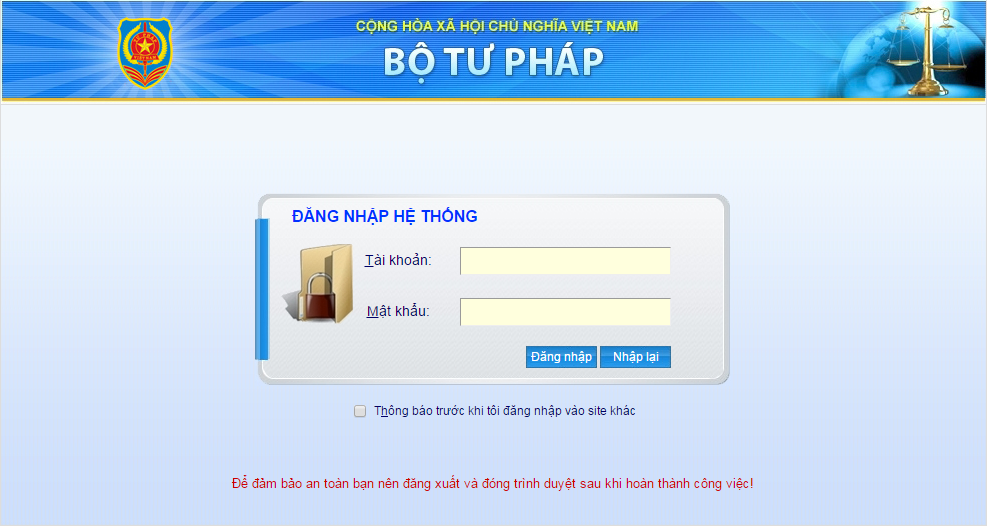 CỘNG HÒA XÃ HỘI CHỦ NGHĨA VIỆT NAM
BỘ TƯ PHÁP
ĐĂNG NHẬP HỆ THỐNG
Tài khoản:
Mật khẩu:
Đăng nhập Nhập lại
Thông báo trước khi tôi đăng nhập vào site khác
Để đảm bảo an toàn bạn nên đăng xuất và đóng trình duyệt sau khi hoàn thành công việc!